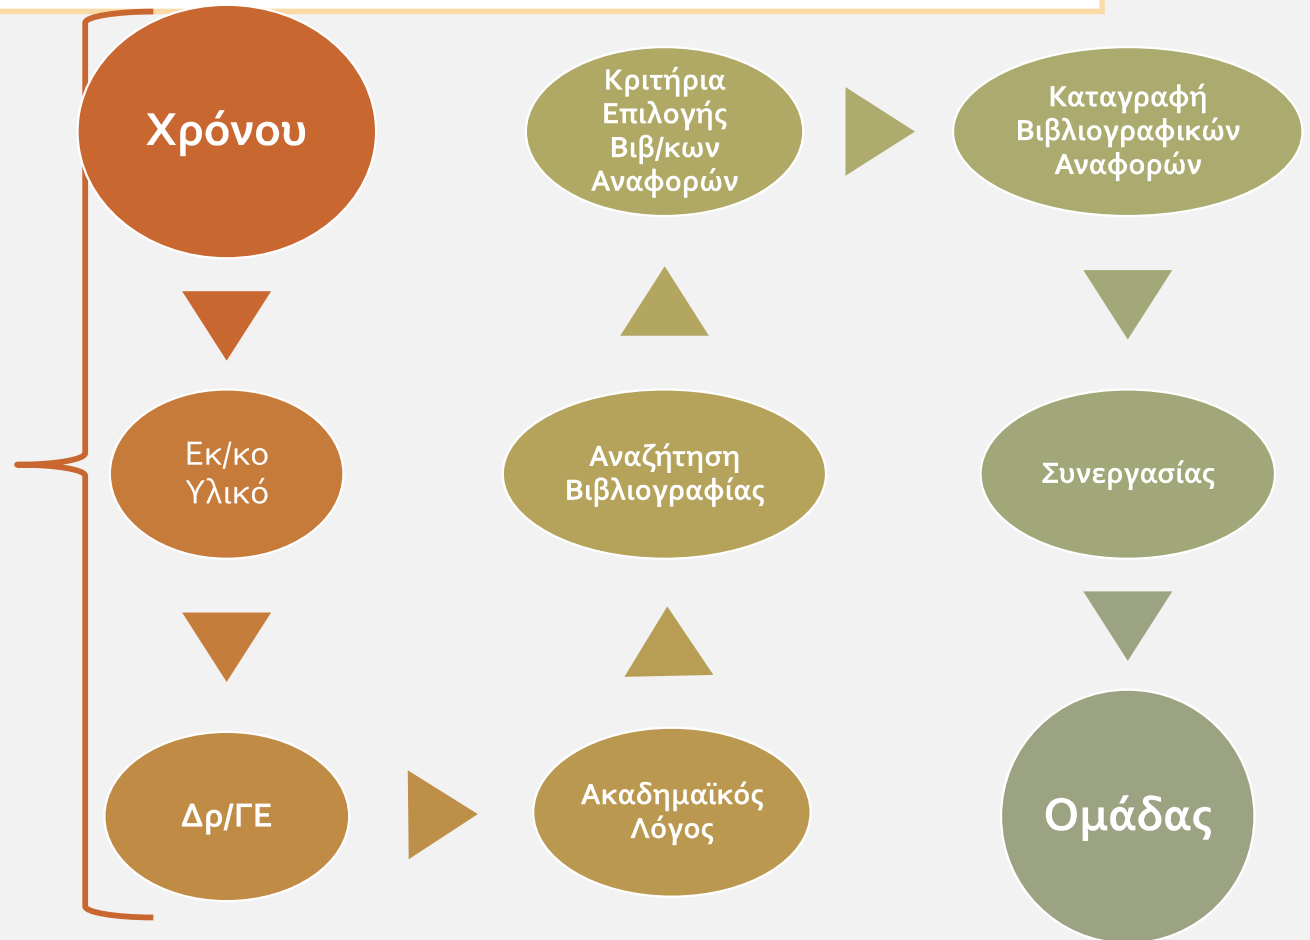 Χρόνου
Εκ/κο
Υλικό
Δρ/ΓΕ
Ακαδημαϊκός
Λόγος
Αναζήτηση
Βιβλιογραφίας
Κριτήρια
Επιλογής
Βιβ/κων
Αναφορών
Καταγραφή
Βιβλιογραφικών
Αναφορών
Συνεργασίας
Ομάδας